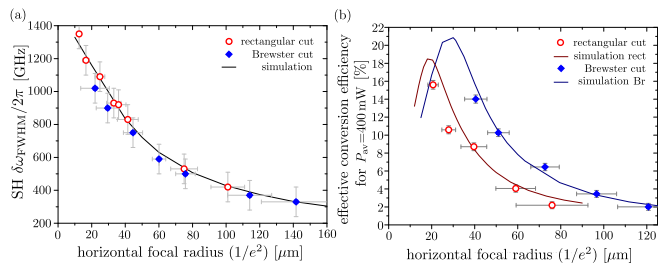 (a)
SH δω_FWHM/2π [GHz]
1400
1200
1000
800
600
400
200
rectangular cut
Brewster cut
simulation
0 20 40 60 80 100 120 140 160
horizontal focal radius (1/e²) [μm]
(b)
effective conversion efficiency
for P_av=400 mW [%]
22
20
18
16
14
12
10
8
6
4
2
0
rectangular cut
simulation rect
Brewster cut
simulation Br
0 20 40 60 80 100 120
horizontal focal radius (1/e²) [μm]